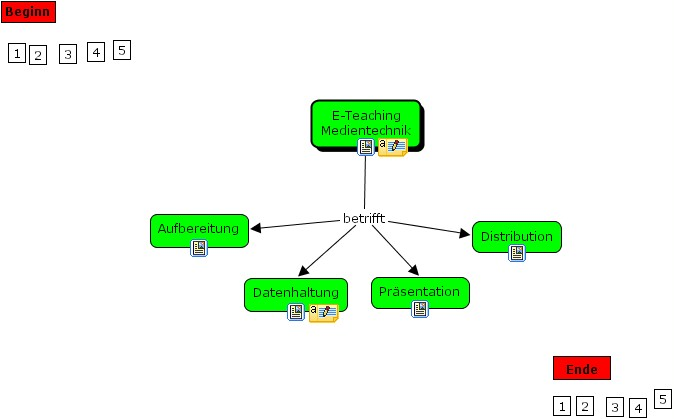 Beginn
1 2 3 4 5
E-Teaching
Medientechnik
a
betrifft
Aufbereitung
Distribution
Datenhaltung
a
Präsentation
Ende
1 2 3 4 5